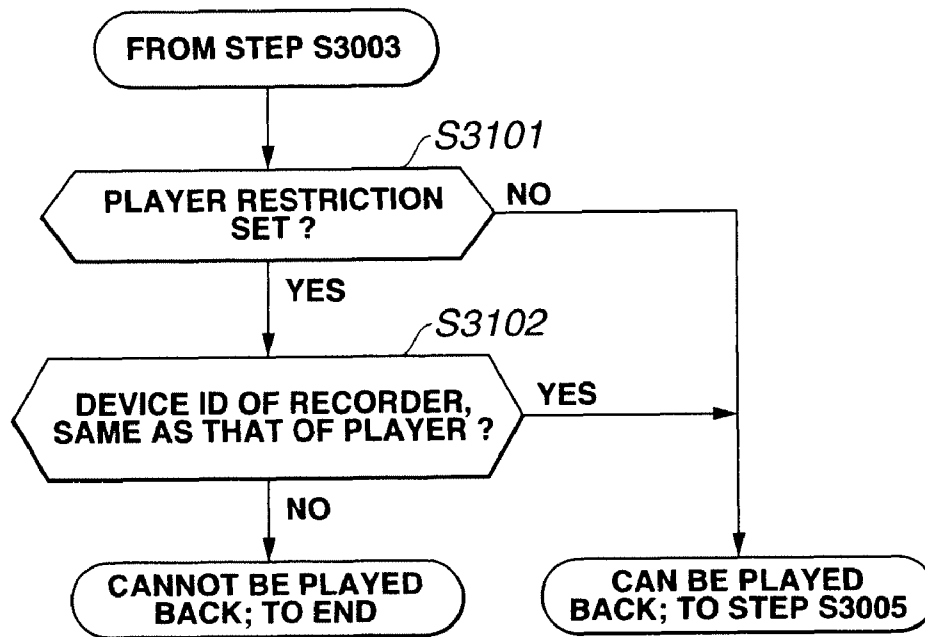 FROM STEP S3003
S3101
PLAYER RESTRICTION
SET ?
NO
YES
S3102
DEVICE ID OF RECORDER,
SAME AS THAT OF PLAYER ?
YES
NO
CANNOT BE PLAYED
BACK; TO END
CAN BE PLAYED
BACK; TO STEP S3005